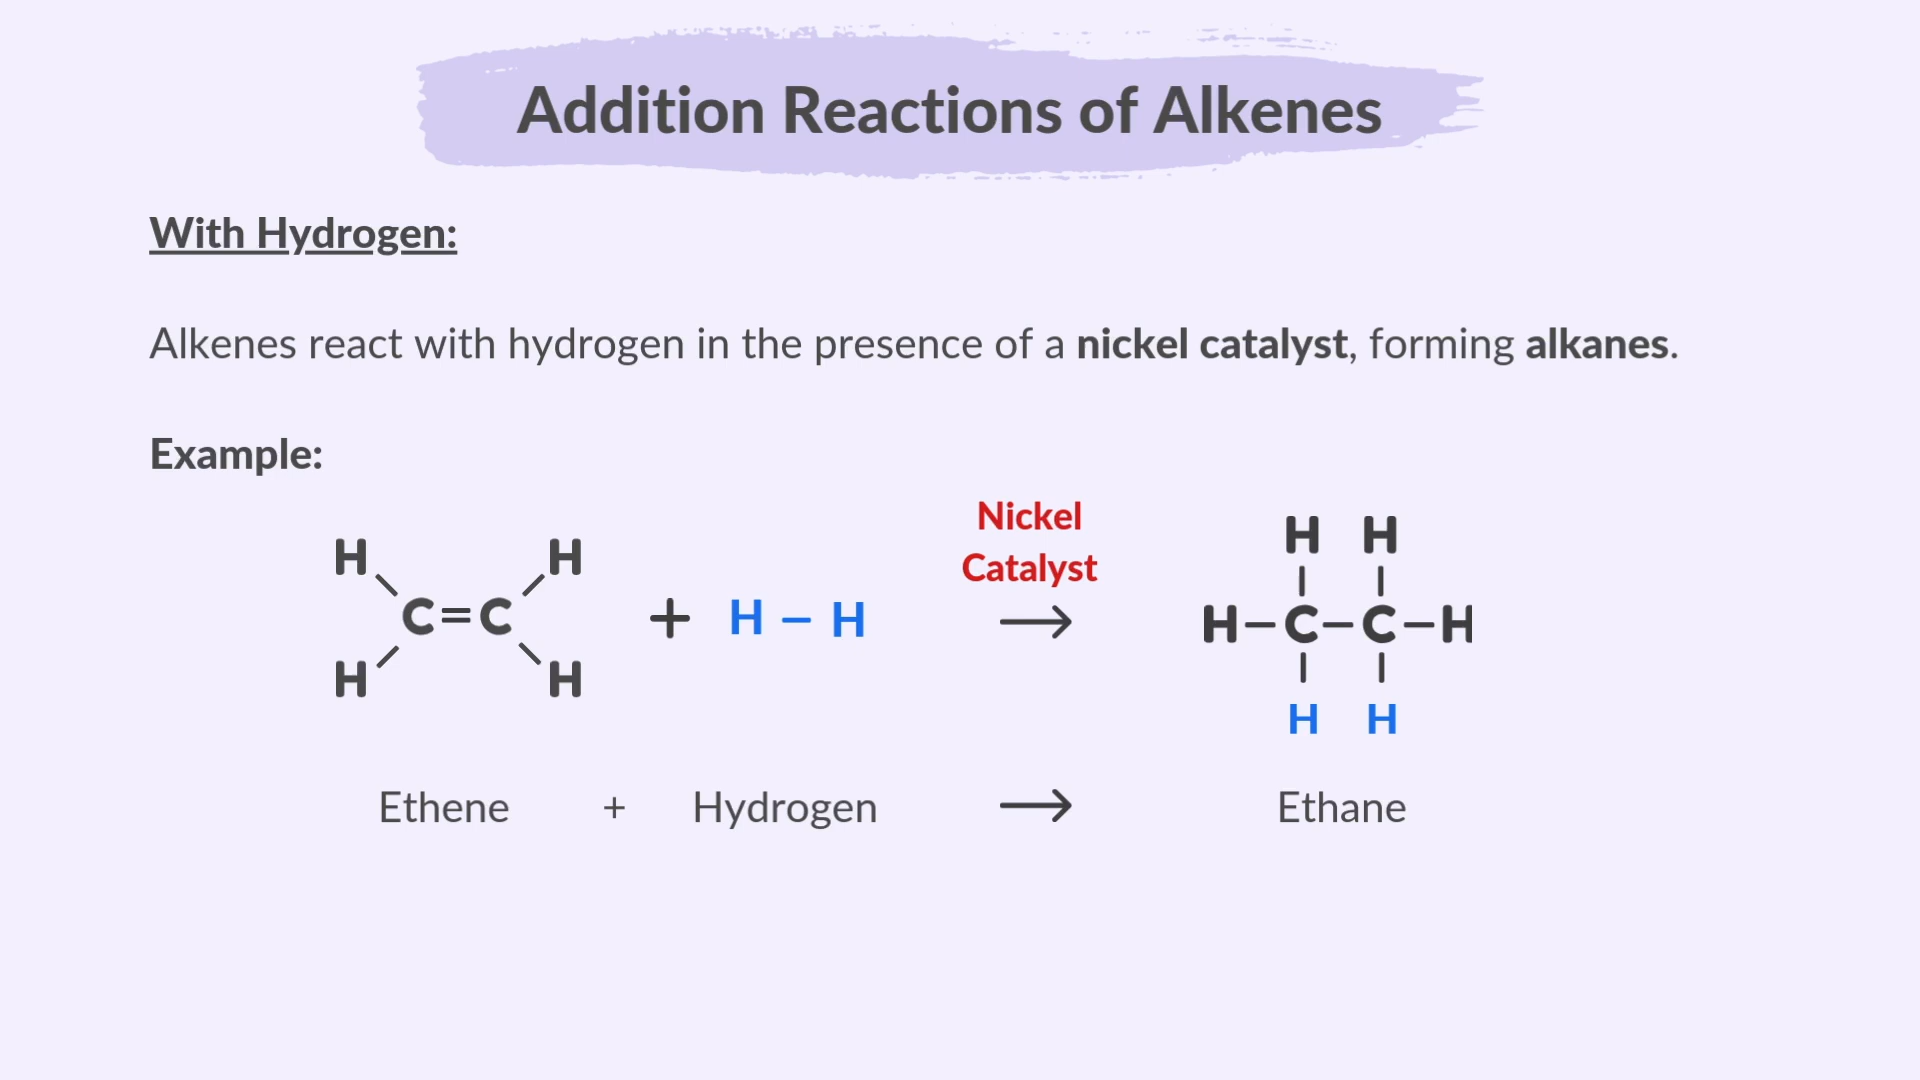 Addition Reactions of Alkenes
With Hydrogen:
Alkenes react with hydrogen in the presence of a nickel catalyst, forming alkanes.
Example:
Nickel
Catalyst
H H
H H
C=C + H – H → H–C–C–H
H H
H H
Ethene + Hydrogen → Ethane